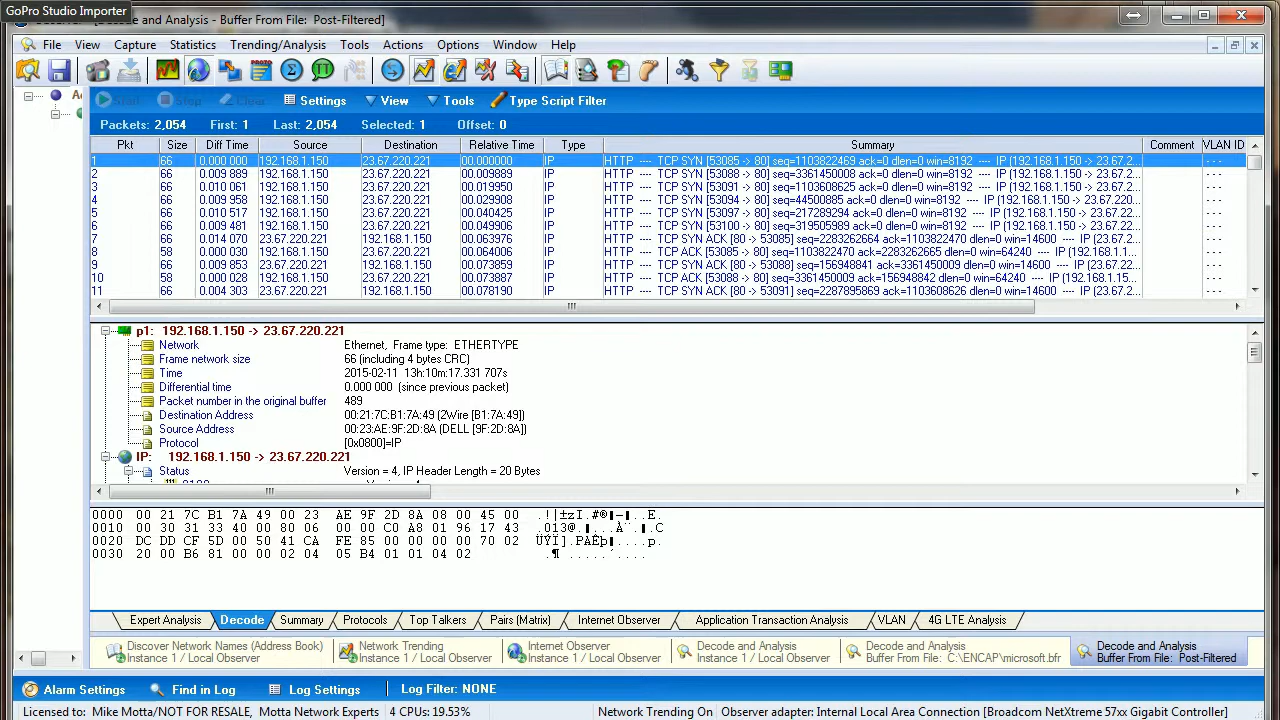 GoPro Studio Importer
[Decode and Analysis - Buffer From File: Post-Filtered]
File View Capture Statistics Trending/Analysis Tools Actions Options Window Help
Start Stop Clear Settings View Tools Type Script Filter
Packets: 2,054 First: 1 Last: 2,054 Selected: 1 Offset: 0
Pkt Size Diff Time Source Destination Relative Time Type Summary Comment VLAN ID
1 66 0.000 000 192.168.1.150 23.67.220.221 00.000000 IP HTTP ---- TCP SYN [53085 -> 80] seq=1103822469 ack=0 dlen=0 win=8192 ---- IP (192.168.1.150 -> 23.67.2... ---
2 66 0.009 885 192.168.1.150 23.67.220.221 00.009885 IP HTTP ---- TCP SYN [53088 -> 80] seq=3361450008 ack=0 dlen=0 win=8192 ---- IP (192.168.1.150 -> 23.67.2... ---
3 66 0.010 061 192.168.1.150 23.67.220.221 00.019950 IP HTTP ---- TCP SYN [53091 -> 80] seq=1103608625 ack=0 dlen=0 win=8192 ---- IP (192.168.1.150 -> 23.67.2... ---
4 66 0.009 958 192.168.1.150 23.67.220.221 00.029908 IP HTTP ---- TCP SYN [53094 -> 80] seq=44500885 ack=0 dlen=0 win=8192 ---- IP (192.168.1.150 -> 23.67.22... ---
5 66 0.010 517 192.168.1.150 23.67.220.221 00.040425 IP HTTP ---- TCP SYN [53097 -> 80] seq=217289294 ack=0 dlen=0 win=8192 ---- IP (192.168.1.150 -> 23.67.22... ---
6 66 0.009 481 192.168.1.150 23.67.220.221 00.049906 IP HTTP ---- TCP SYN [53100 -> 80] seq=319505989 ack=0 dlen=0 win=8192 ---- IP (192.168.1.150 -> 23.67.22... ---
7 66 0.014 070 23.67.220.221 192.168.1.150 00.063976 IP HTTP ---- TCP SYN ACK [80 -> 53085] seq=2283262664 ack=1103822470 dlen=0 win=14600 ---- IP (23.67.... ---
8 58 0.000 030 192.168.1.150 23.67.220.221 00.064006 IP HTTP ---- TCP ACK [53085 -> 80] seq=1103822470 ack=2283262665 dlen=0 win=64240 ---- IP (192.168.1.1... ---
9 66 0.009 853 23.67.220.221 192.168.1.150 00.073859 IP HTTP ---- TCP SYN ACK [80 -> 53088] seq=156948841 ack=3361450009 dlen=0 win=14600 ---- IP (23.67.2... ---
10 58 0.000 028 192.168.1.150 23.67.220.221 00.073887 IP HTTP ---- TCP ACK [53088 -> 80] seq=3361450009 ack=156948842 dlen=0 win=64240 ---- IP (192.168.1.15... ---
11 66 0.004 303 23.67.220.221 192.168.1.150 00.078190 IP HTTP ---- TCP SYN ACK [80 -> 53091] seq=2287895869 ack=1103608626 dlen=0 win=14600 ---- IP (23.67.... ---
p1: 192.168.1.150 -> 23.67.220.221
Network Ethernet, Frame type: ETHERTYPE
Frame network size 66 (including 4 bytes CRC)
Time 2015-02-11 13h:10m:17.331 707s
Differential time 0.000 000 (since previous packet)
Packet number in the original buffer 489
Destination Address 00:21:7C:B1:7A:49 (2Wire [B1:7A:49])
Source Address 00:23:AE:9F:2D:8A (DELL [9F:2D:8A])
Protocol [0x0800]=IP
IP: 192.168.1.150 -> 23.67.220.221
Status Version = 4, IP Header Length = 20 Bytes
0000 00 21 7C B1 7A 49 00 23 AE 9F 2D 8A 08 00 45 00
0010 00 30 31 33 40 00 80 06 00 00 C0 A8 01 96 17 43
0020 DC DD CF 5D 00 50 41 CA FE 85 00 00 00 00 70 02
0030 20 00 B6 81 00 00 02 04 05 B4 01 01 04 02
Expert Analysis Decode Summary Protocols Top Talkers Pairs (Matrix) Internet Observer Application Transaction Analysis VLAN 4G LTE Analysis
Discover Network Names (Address Book) Network Trending Internet Observer Decode and Analysis Decode and Analysis Decode and Analysis
Instance 1 / Local Observer Instance 1 / Local Observer Instance 1 / Local Observer Instance 1 / Local Observer Buffer From File: C:\ENCAP\microsoft.bfr Buffer From File: Post-Filtered
Alarm Settings Find in Log Log Settings Log Filter: NONE
Licensed to: Mike Motta/NOT FOR RESALE, Motta Network Experts 4 CPUs: 19.53% Network Trending On Observer adapter: Internal Local Area Connection [Broadcom NetXtreme 57xx Gigabit Controller]